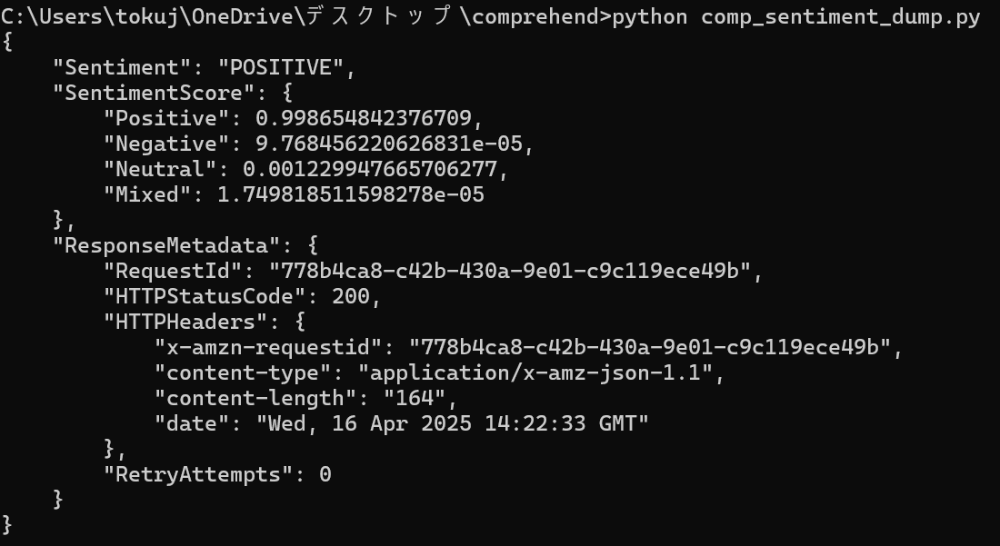 C:\Users\tokuj\OneDrive\デスクトップ\comprehend>python comp_sentiment_dump.py
{
    "Sentiment": "POSITIVE",
    "SentimentScore": {
        "Positive": 0.998654842376709,
        "Negative": 9.768456220626831e-05,
        "Neutral": 0.001229947665706277,
        "Mixed": 1.749818511598278e-05
    },
    "ResponseMetadata": {
        "RequestId": "778b4ca8-c42b-430a-9e01-c9c119ece49b",
        "HTTPStatusCode": 200,
        "HTTPHeaders": {
            "x-amzn-requestid": "778b4ca8-c42b-430a-9e01-c9c119ece49b",
            "content-type": "application/x-amz-json-1.1",
            "content-length": "164",
            "date": "Wed, 16 Apr 2025 14:22:33 GMT"
        },
        "RetryAttempts": 0
    }
}